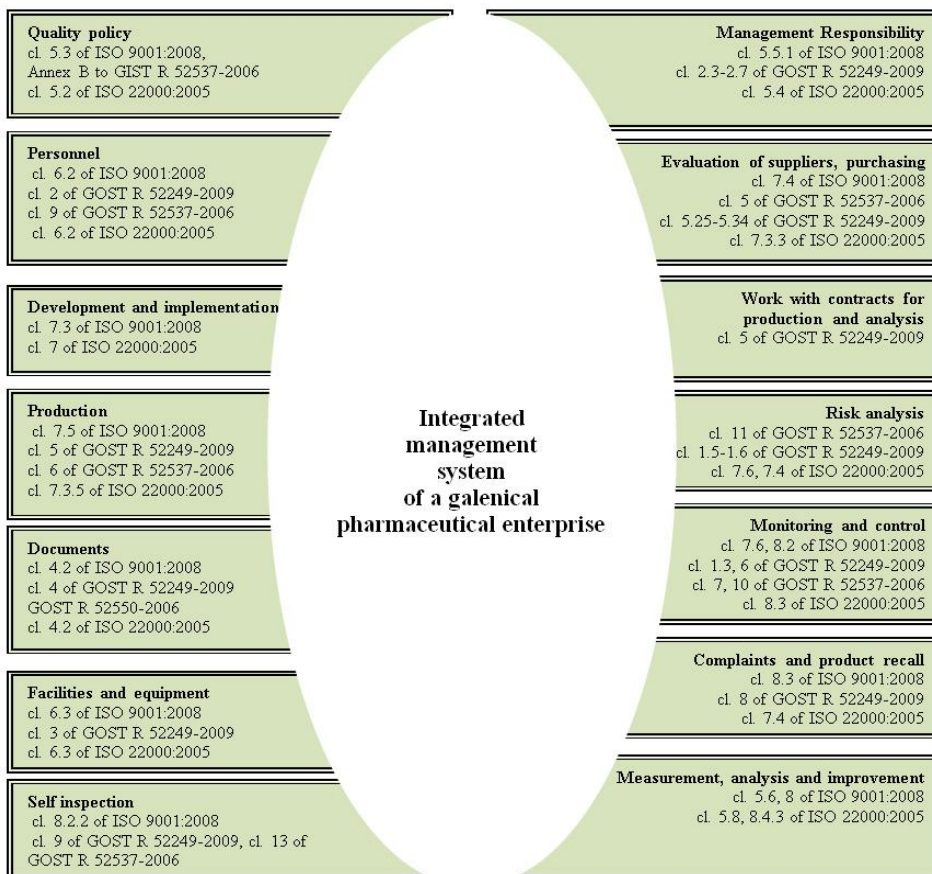 Quality policy
cl. 5.3 of ISO 9001:2008,
Annex B to GIST R 52537-2006
cl. 5.2 of ISO 22000:2005
Personnel
cl. 6.2 of ISO 9001:2008
cl. 2 of GOST R 52249-2009
cl. 9 of GOST R 52537-2006
cl. 6.2 of ISO 22000:2005
Development and implementation
cl. 7.3 of ISO 9001:2008
cl. 7 of ISO 22000:2005
Production
cl. 7.5 of ISO 9001:2008
cl. 5 of GOST R 52249-2009
cl. 6 of GOST R 52537-2006
cl. 7.3.5 of ISO 22000:2005
Documents
cl. 4.2 of ISO 9001:2008
cl. 4 of GOST R 52249-2009
GOST R 52550-2006
cl. 4.2 of ISO 22000:2005
Facilities and equipment
cl. 6.3 of ISO 9001:2008
cl. 3 of GOST R 52249-2009
cl. 6.3 of ISO 22000:2005
Self inspection
cl. 8.2.2 of ISO 9001:2008
cl. 9 of GOST R 52249-2009, cl. 13 of
GOST R 52537-2006
Integrated
management
system
of a galenical
pharmaceutical enterprise
Management Responsibility
cl. 5.5.1 of ISO 9001:2008
cl. 2.3-2.7 of GOST R 52249-2009
cl. 5.4 of ISO 22000:2005
Evaluation of suppliers, purchasing
cl. 7.4 of ISO 9001:2008
cl. 5 of GOST R 52537-2006
cl. 5.25-5.34 of GOST R 52249-2009
cl. 7.3.3 of ISO 22000:2005
Work with contracts for
production and analysis
cl. 5 of GOST R 52249-2009
Risk analysis
cl. 11 of GOST R 52537-2006
cl. 1.5-1.6 of GOST R 52249-2009
cl. 7.6, 7.4 of ISO 22000:2005
Monitoring and control
cl. 7.6, 8.2 of ISO 9001:2008
cl. 1.3, 6 of GOST R 52249-2009
cl. 7, 10 of GOST R 52537-2006
cl. 8.3 of ISO 22000:2005
Complaints and product recall
cl. 8.3 of ISO 9001:2008
cl. 8 of GOST R 52249-2009
cl. 7.4 of ISO 22000:2005
Measurement, analysis and improvement
cl. 5.6, 8 of ISO 9001:2008
cl. 5.8, 8.4.3 of ISO 22000:2005